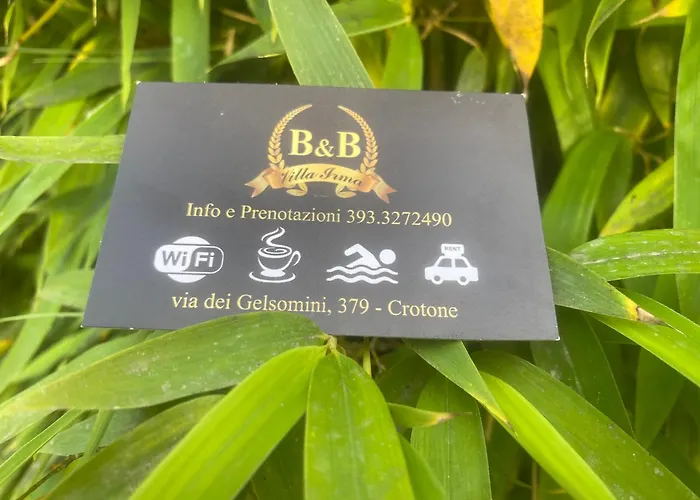 B&B
Villa Irma
Info e Prenotazioni 393.3272490
WiFi
RENT
via dei Gelsomini, 379 - Crotone